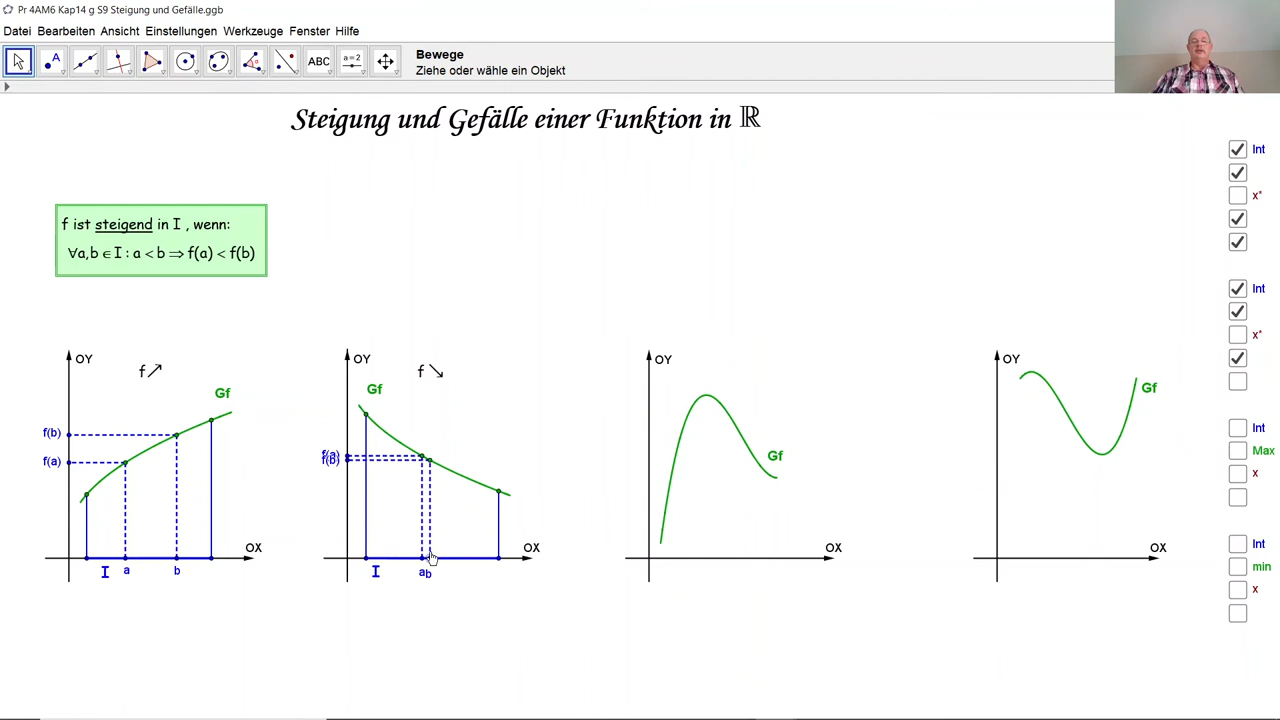 Pr 4AM6 Kap14 g S9 Steigung und Gefälle.ggb
Datei Bearbeiten Ansicht Einstellungen Werkzeuge Fenster Hilfe
A
ABC
a=2
Bewege
Ziehe oder wähle ein Objekt
Steigung und Gefälle einer Funktion in ℝ
f ist steigend in I , wenn:
∀a,b ∈ I : a < b ⇒ f(a) < f(b)
OY
f↗
Gf
f(b)
f(a)
OX
I a b
OY
f ↘
Gf
f(a)
f(b)
OX
I a b
OY
Gf
OX
OY
Gf
OX
Int
x*
Int
x*
Int
Max
x
Int
min
x